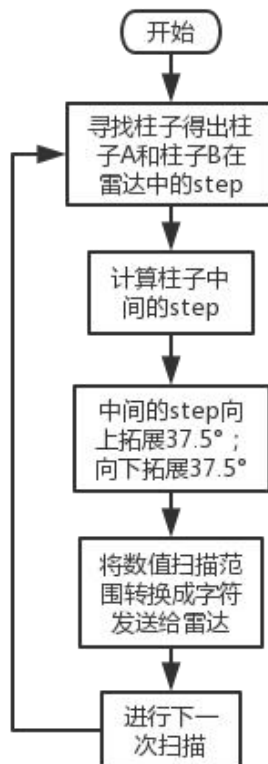 开始
寻找柱子得出柱
子A和柱子B在
雷达中的step
计算柱子中
间的step
中间的step向
上拓展37.5°；
向下拓展37.5°
将数值扫描范
围转换成字符
发送给雷达
进行下一
次扫描